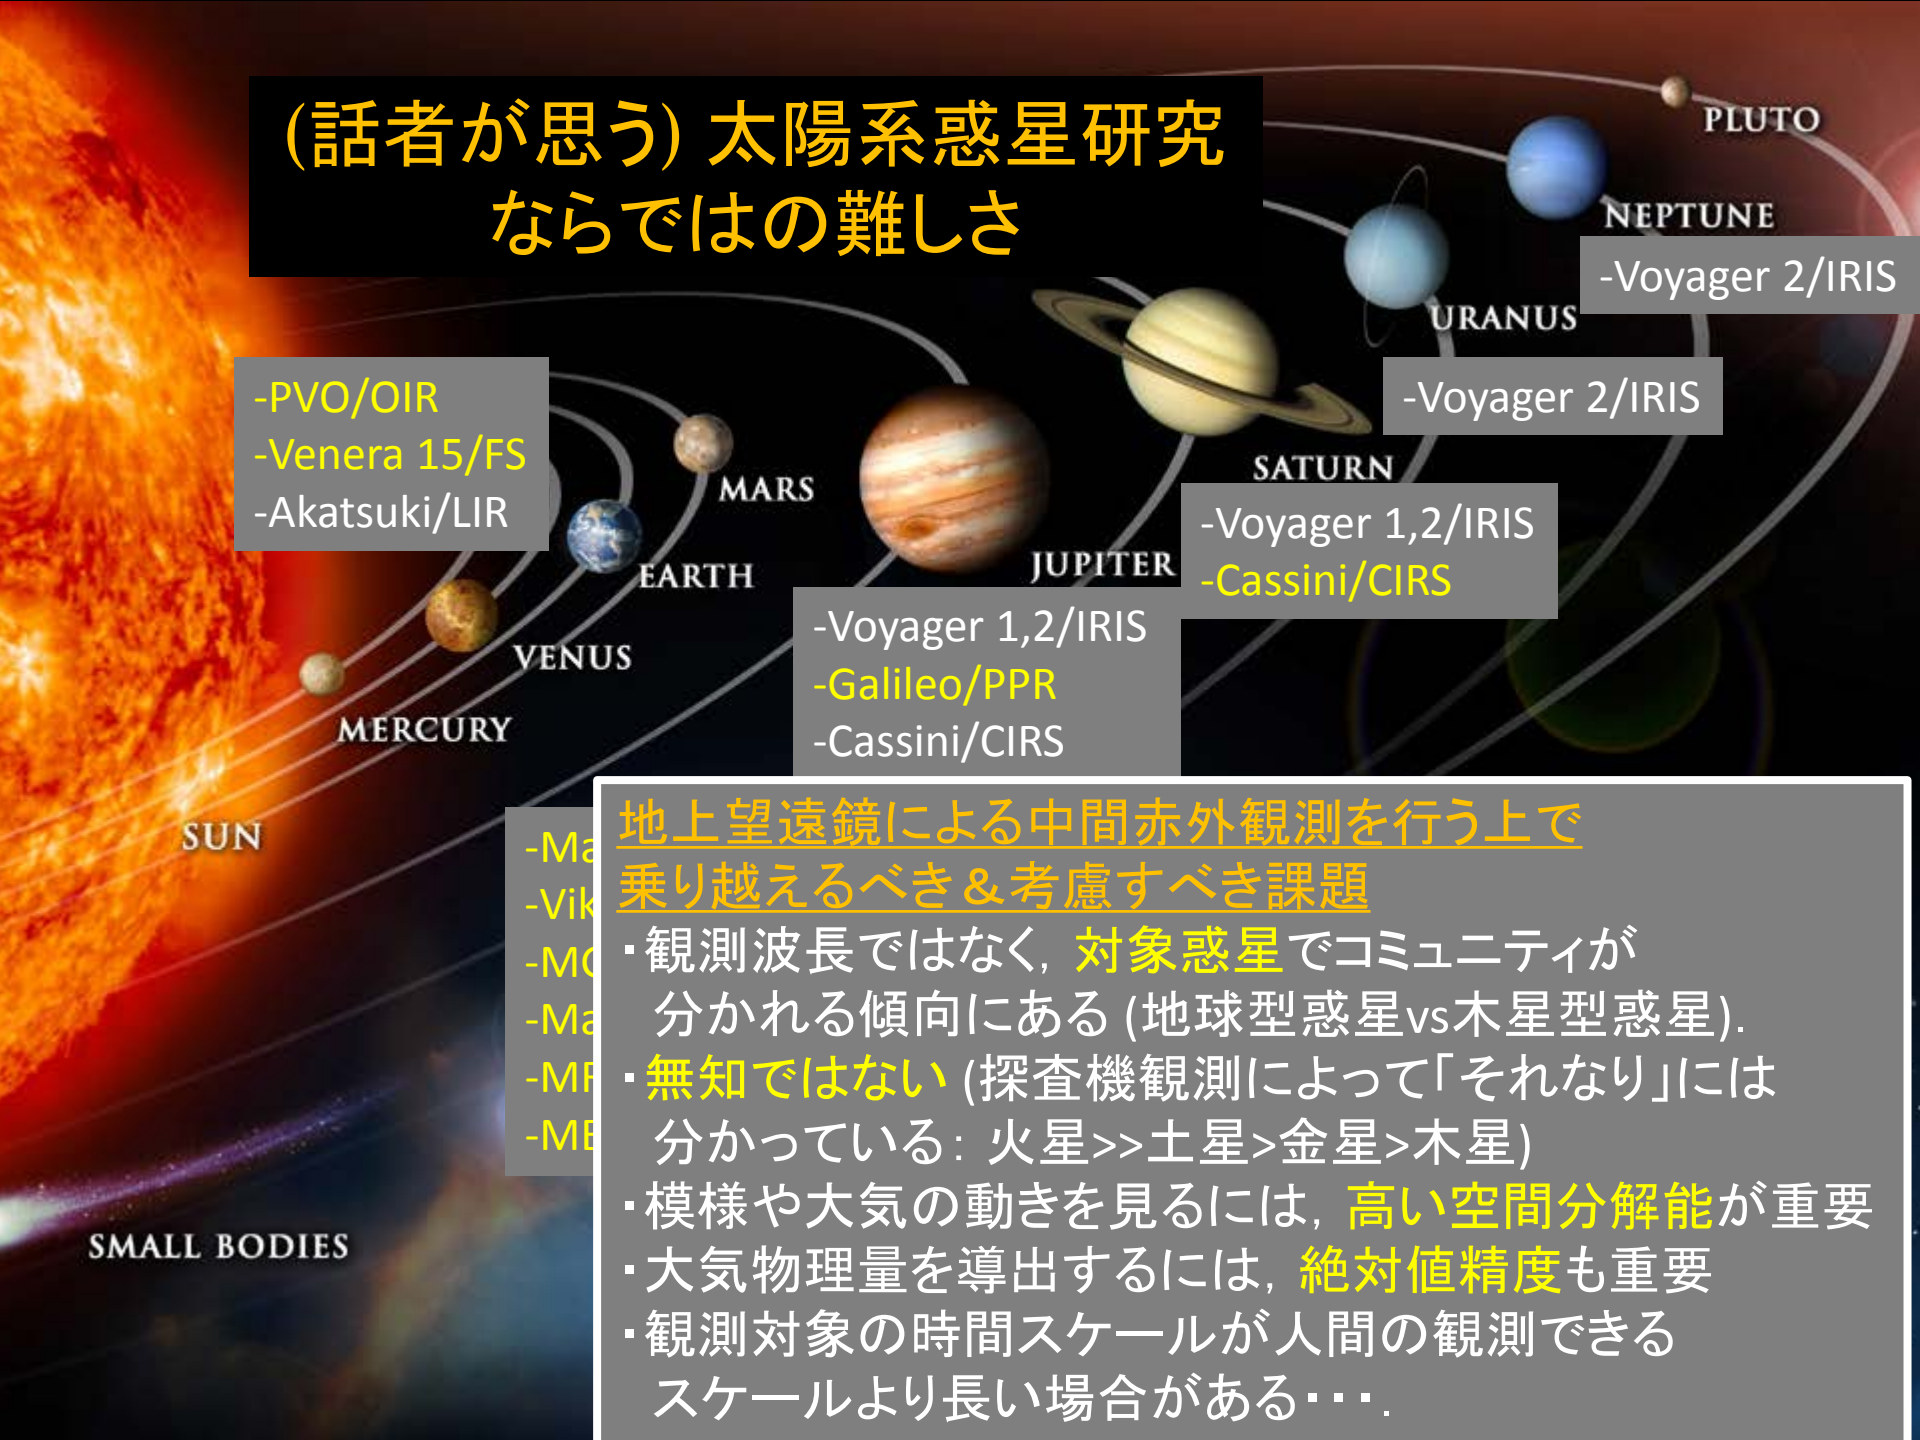 (話者が思う) 太陽系惑星研究
ならではの難しさ
PLUTO
NEPTUNE
-Voyager 2/IRIS
URANUS
-Voyager 2/IRIS
SATURN
-Voyager 1,2/IRIS
-Cassini/CIRS
-PVO/OIR
-Venera 15/FS
-Akatsuki/LIR
MARS
EARTH
JUPITER
-Voyager 1,2/IRIS
-Galileo/PPR
-Cassini/CIRS
VENUS
MERCURY
SUN
SMALL BODIES
地上望遠鏡による中間赤外観測を行う上で
乗り越えるべき＆考慮すべき課題
・観測波長ではなく, 対象惑星でコミュニティが
分かれる傾向にある (地球型惑星vs木星型惑星).
・無知ではない (探査機観測によって「それなり」には
分かっている: 火星>>土星>金星>木星)
・模様や大気の動きを見るには, 高い空間分解能が重要
・大気物理量を導出するには, 絶対値精度も重要
・観測対象の時間スケールが人間の観測できる
スケールより長い場合がある・・・.